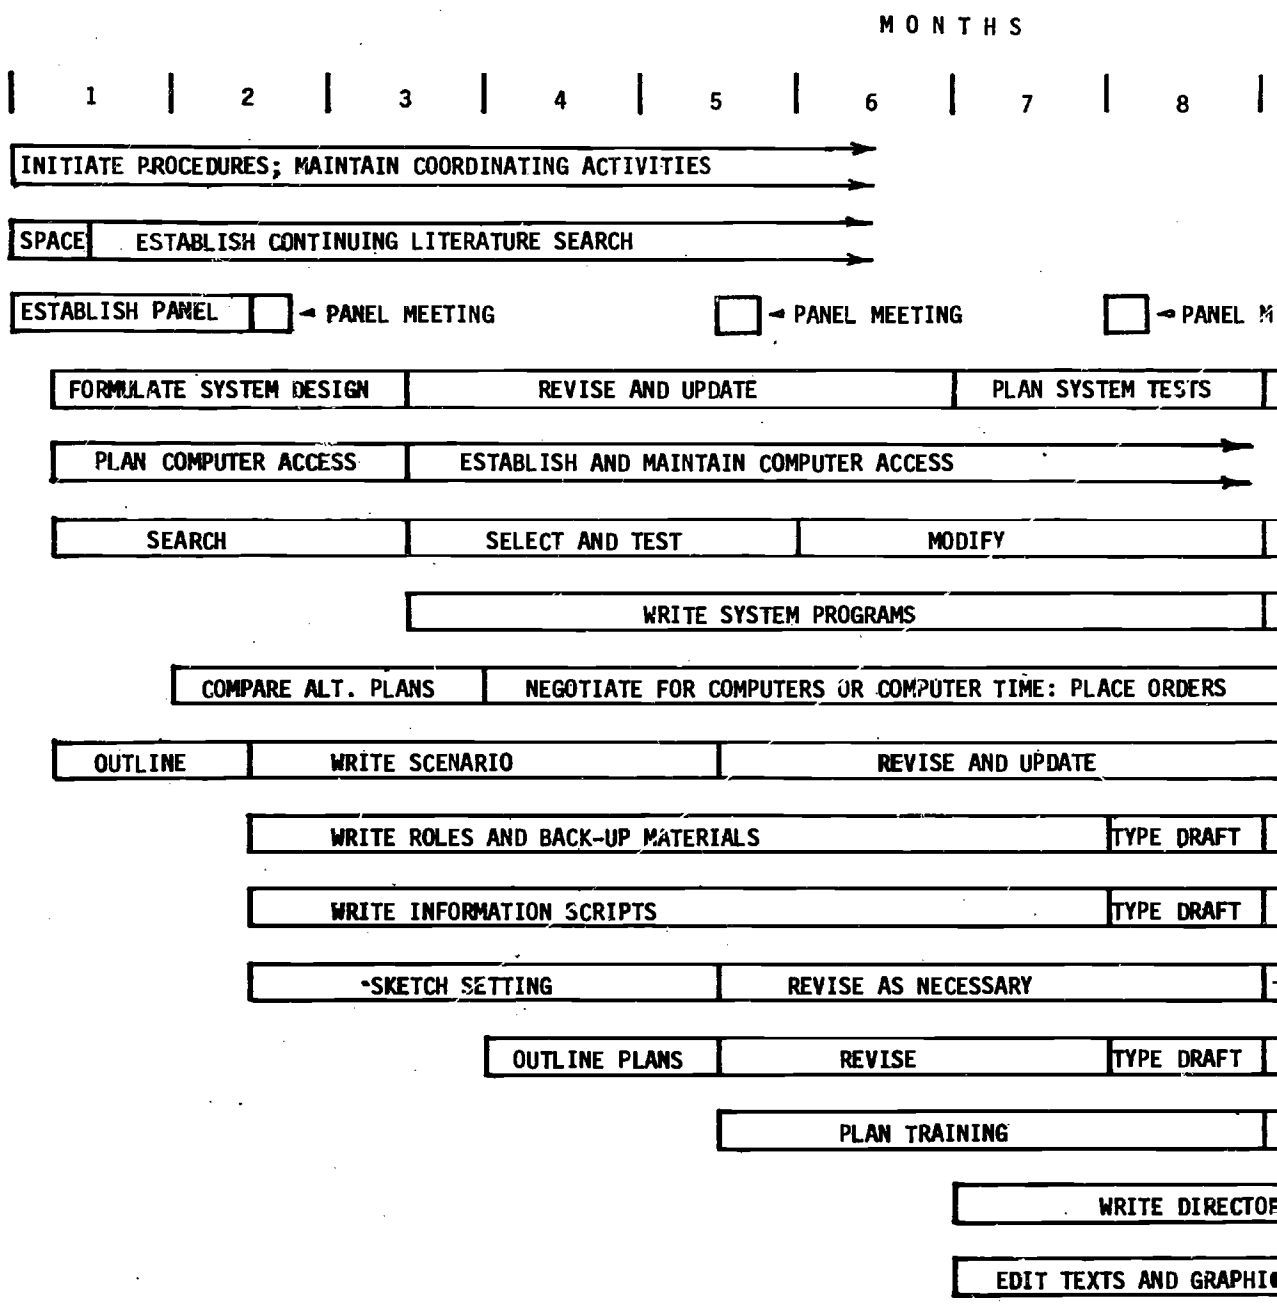 MONTHS
1 2 3 4 5 6 7 8
INITIATE PROCEDURES; MAINTAIN COORDINATING ACTIVITIES
SPACE ESTABLISH CONTINUING LITERATURE SEARCH
ESTABLISH PANEL PANEL MEETING PANEL MEETING PANEL M
FORMULATE SYSTEM DESIGN REVISE AND UPDATE PLAN SYSTEM TESTS
PLAN COMPUTER ACCESS ESTABLISH AND MAINTAIN COMPUTER ACCESS
SEARCH SELECT AND TEST MODIFY
WRITE SYSTEM PROGRAMS
COMPARE ALT. PLANS NEGOTIATE FOR COMPUTERS OR COMPUTER TIME: PLACE ORDERS
OUTLINE WRITE SCENARIO REVISE AND UPDATE
WRITE ROLES AND BACK-UP MATERIALS TYPE DRAFT
WRITE INFORMATION SCRIPTS TYPE DRAFT
SKETCH SETTING REVISE AS NECESSARY
OUTLINE PLANS REVISE TYPE DRAFT
PLAN TRAINING
WRITE DIRECTO
EDIT TEXTS AND GRAPHI